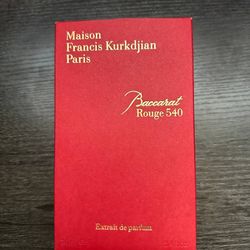 Maison
Francis Kurkdjian
Paris
Baccarat
Rouge 540
Extrait de parfum